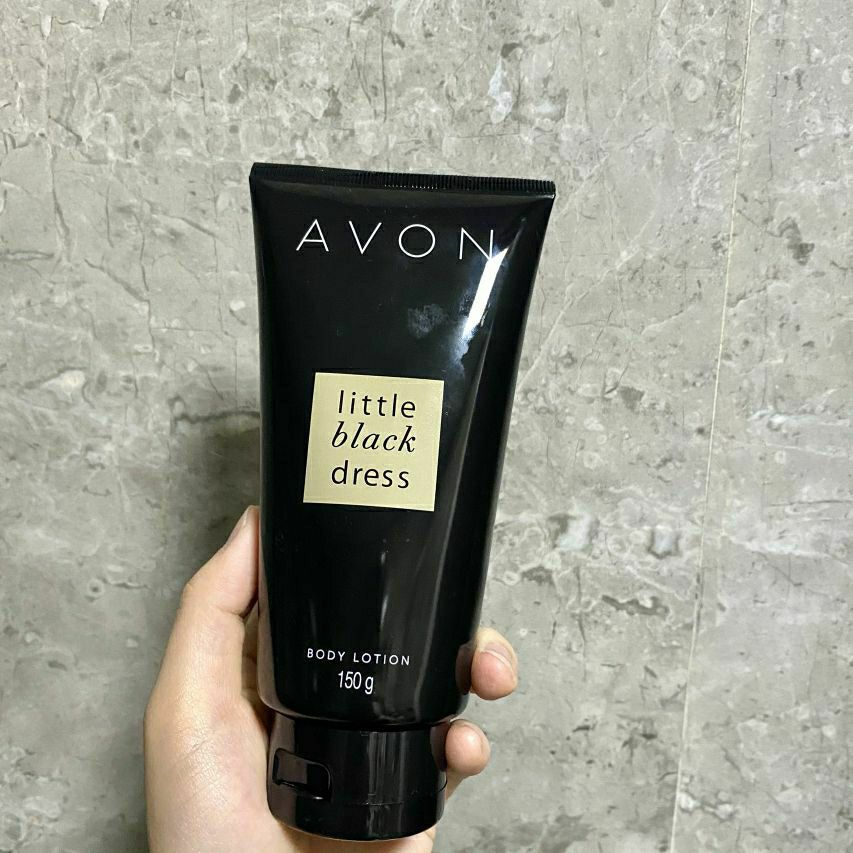 AVON
little
black
dress
BODY LOTION
150 g